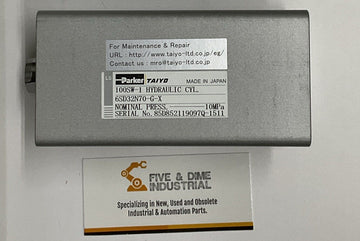 For Maintenance & Repair
URL : http://www.taiyo-ltd.co.jp/eg/
Contact us : mro@taiyo-ltd.co.jp
Parker TAIYO MADE IN JAPAN
100SW-1 HYDRAULIC CYL.
6SD32N70-G-X
NOMINAL PRESS. 10MPa
SERIAL No. 85D852119097Q-1511
FIVE & DIME
INDUSTRIAL
Specializing in New, Used and Obsolete
Industrial & Automation Parts.